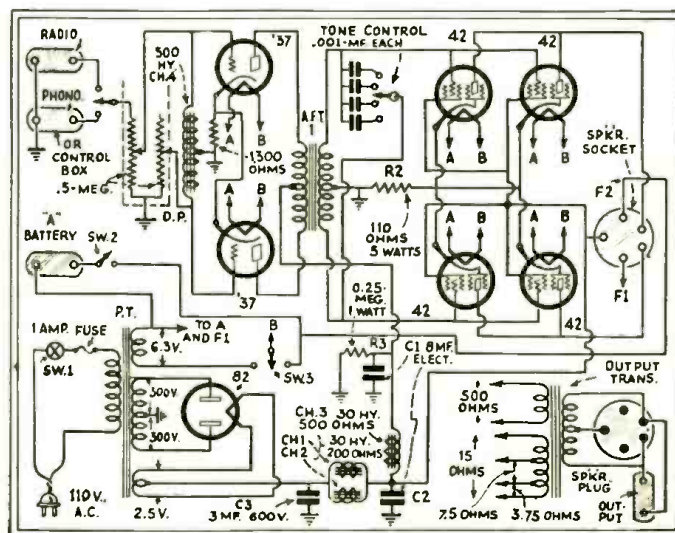 RADIO
PHONO.
OR
CONTROL
BOX
.5-MEG.
500
HY.
CH.4
D.P.
'37
A
B
1300
OHMS
A
B
'37
A.F.T.
1
TONE CONTROL
.001-MF. EACH
42
42
A
B
A
B
R2
110
OHMS
5 WATTS
A
B
A
B
42
42
SPKR.
SOCKET
F2
F1
"A"
BATTERY
SW.2
P.T.
1 AMP. FUSE
SW.1
110 V.,
A.C.
6.3V.
TO A
AND F1
B
SW.3
300V.
300V.
82
2.5V.
0.25-
MEG.
1 WATT
R3
C1 8MF.
ELECT.
CH.3 30 HY.
500 OHMS
CH1 30 HY.
CH2 200 OHMS
C3
3 MF. 600V.
C2
OUTPUT
TRANS.
500
OHMS
15
OHMS
7.5 OHMS
3.75 OHMS
SPKR.
PLUG
OUT-
PUT